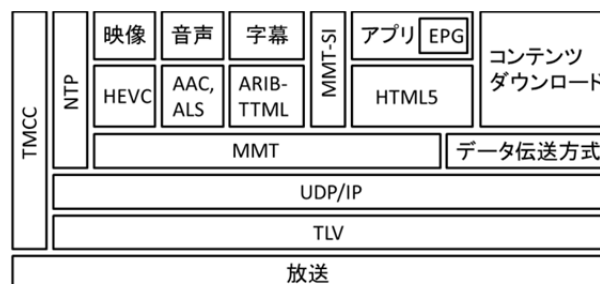 TMCC
NTP
映像
音声
字幕
MMT-SI
アプリ
EPG
コンテンツ
ダウンロード
HEVC
AAC,
ALS
ARIB-
TTML
HTML5
MMT
データ伝送方式
UDP/IP
TLV
放送